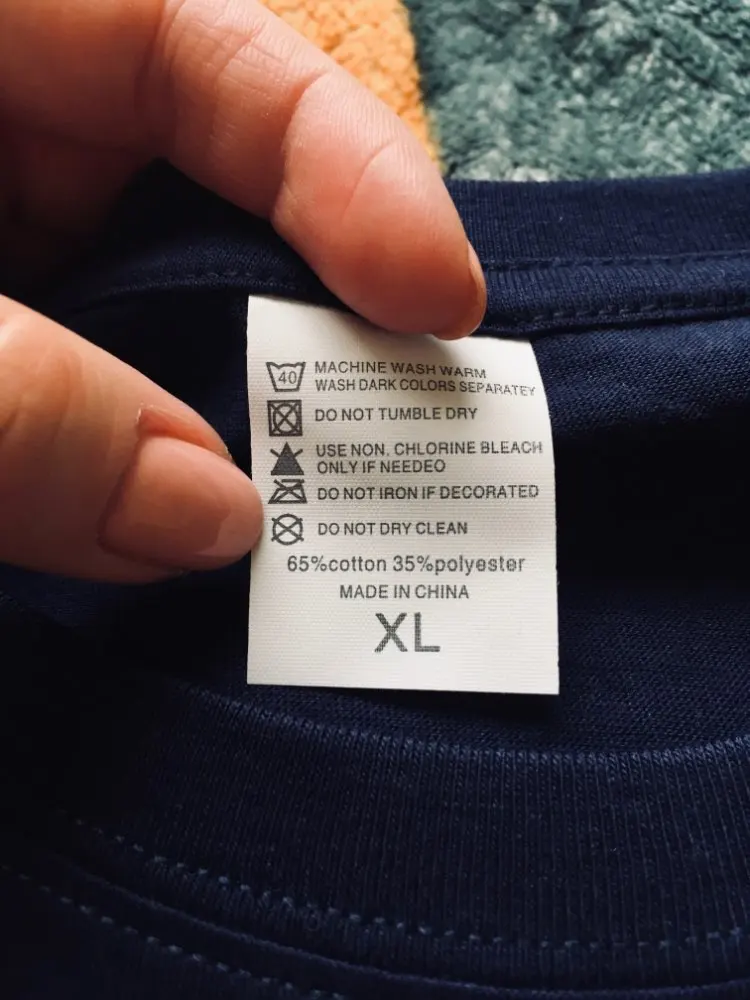 40 MACHINE WASH WARM
WASH DARK COLORS SEPARATEY
DO NOT TUMBLE DRY
USE NON. CHLORINE BLEACH
ONLY IF NEEDEO
DO NOT IRON IF DECORATED
DO NOT DRY CLEAN
65%cotton 35%polyester
MADE IN CHINA
XL